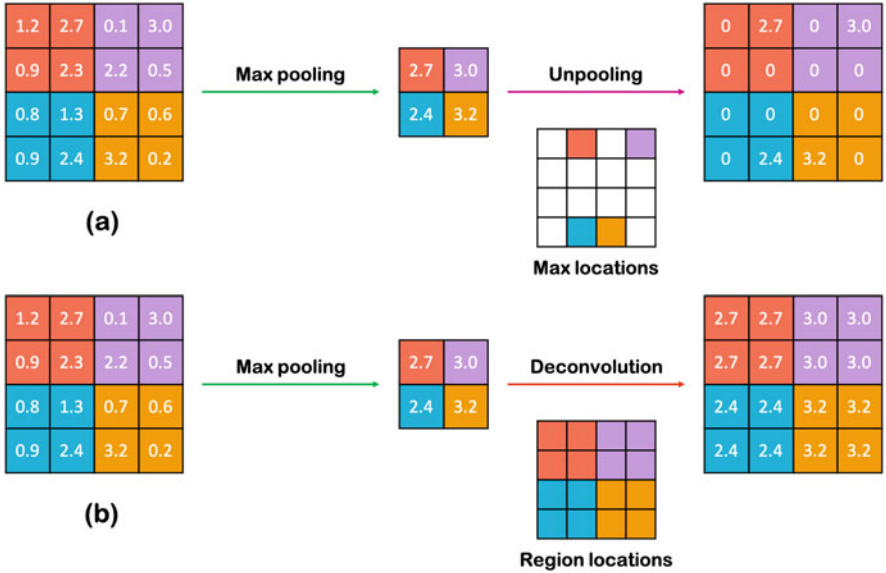 1.2 2.7 0.1 3.0
0.9 2.3 2.2 0.5
0.8 1.3 0.7 0.6
0.9 2.4 3.2 0.2
(a)
Max pooling
2.7 3.0
2.4 3.2
Unpooling
Max locations
0 2.7 0 3.0
0 0 0 0
0 0 0 0
0 2.4 3.2 0
1.2 2.7 0.1 3.0
0.9 2.3 2.2 0.5
0.8 1.3 0.7 0.6
0.9 2.4 3.2 0.2
(b)
Max pooling
2.7 3.0
2.4 3.2
Deconvolution
Region locations
2.7 2.7 3.0 3.0
2.7 2.7 3.0 3.0
2.4 2.4 3.2 3.2
2.4 2.4 3.2 3.2